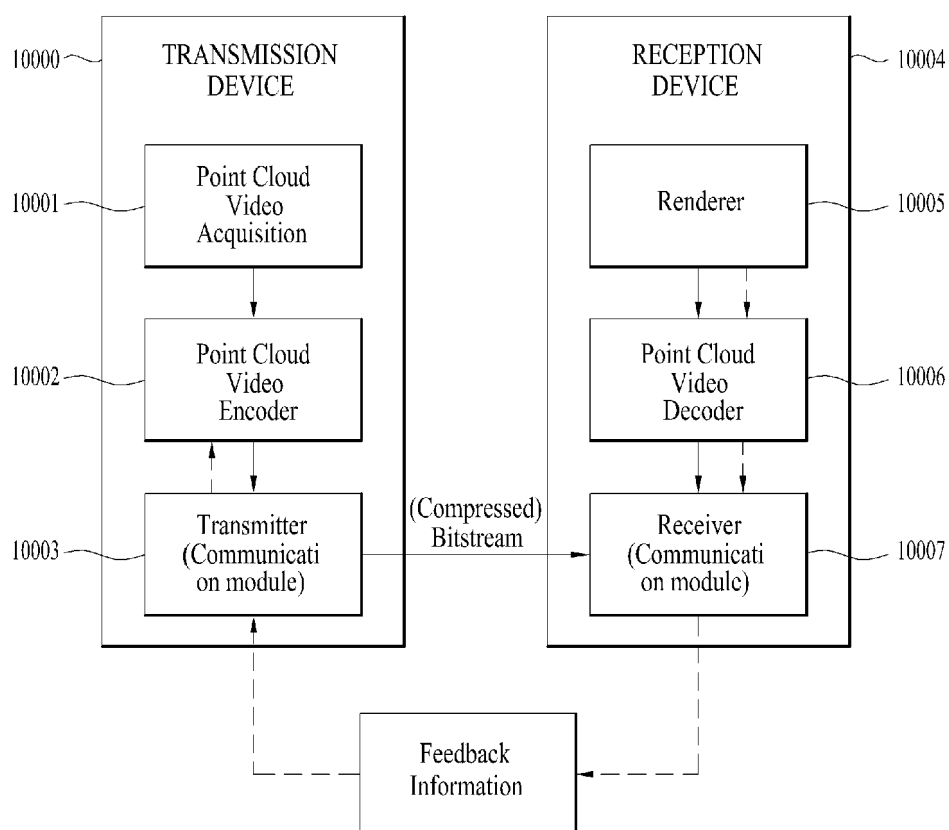 10000
TRANSMISSION
DEVICE
10001
Point Cloud
Video
Acquisition
10002
Point Cloud
Video
Encoder
10003
Transmitter
(Communicati
on module)
(Compressed)
Bitstream
RECEPTION
DEVICE
10004
Renderer
10005
Point Cloud
Video
Decoder
10006
Receiver
(Communicati
on module)
10007
Feedback
Information